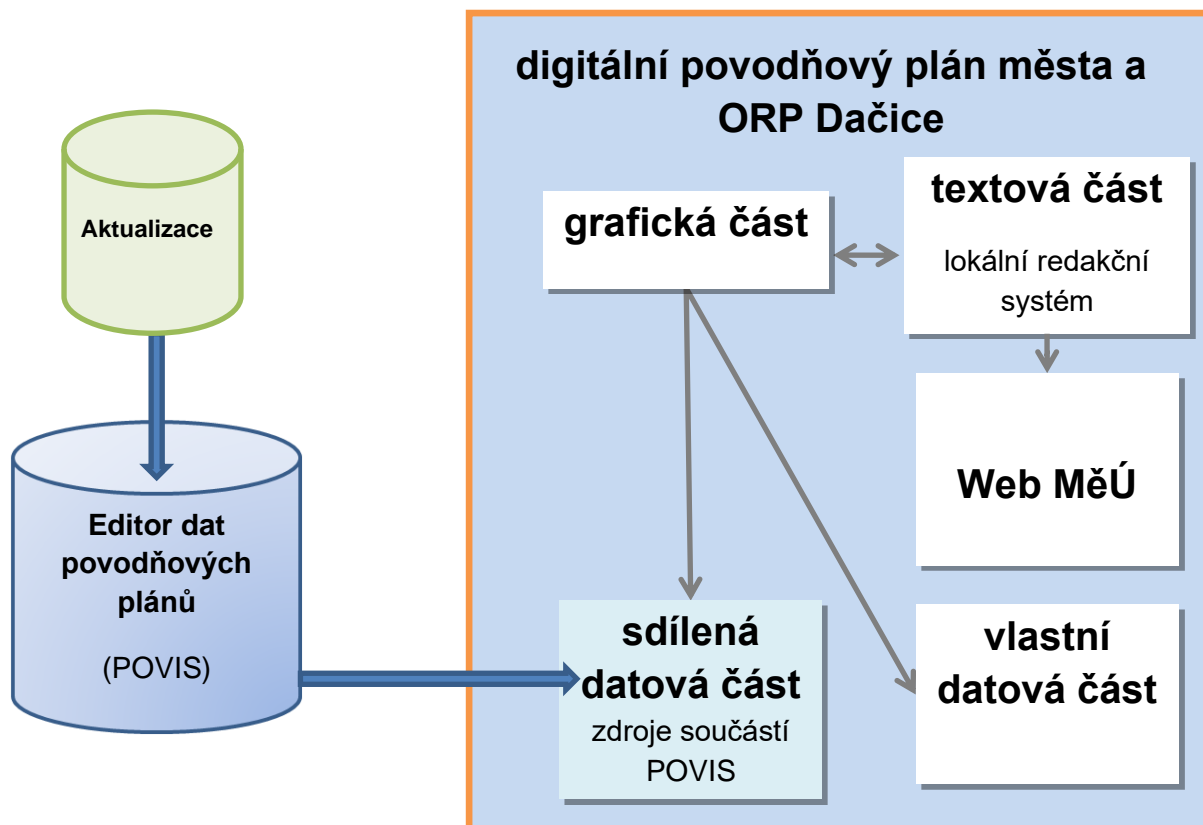 digitální povodňový plán města a
ORP Dačice
Aktualizace
grafická část
textová část
lokální redakční
systém
Web MěÚ
Editor dat
povodňových
plánů
(POVIS)
sdílená
datová část
zdroje součástí
POVIS
vlastní
datová část